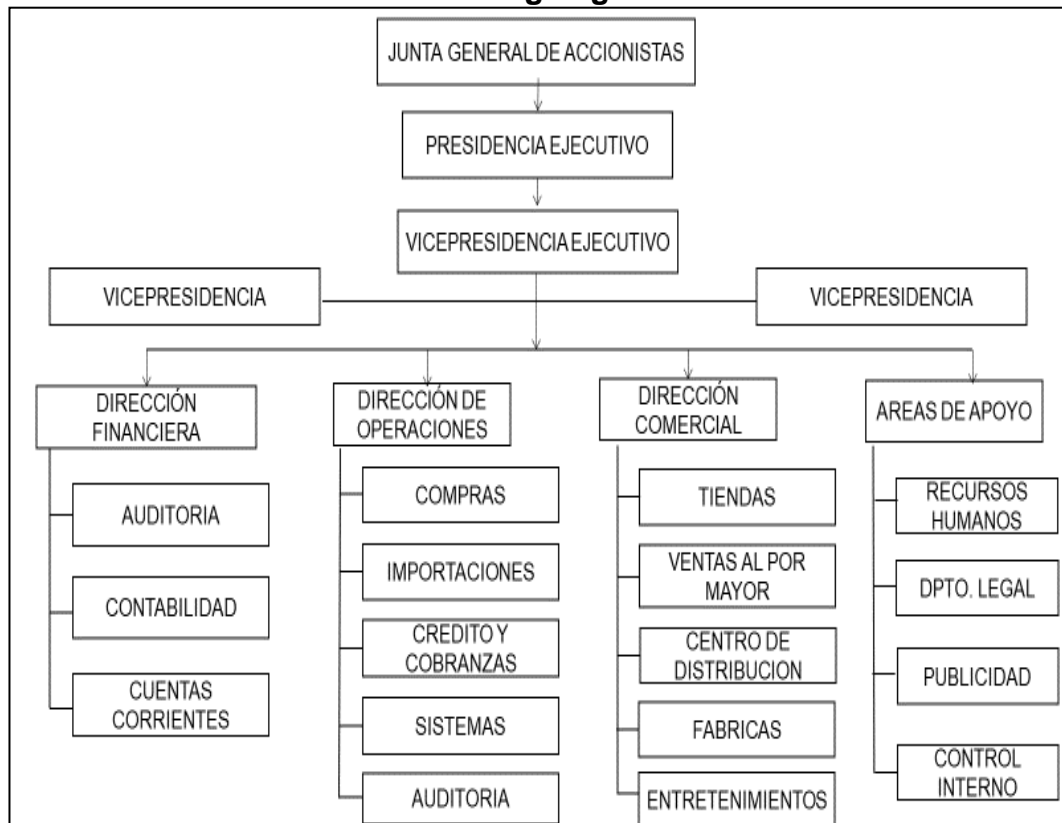 JUNTA GENERAL DE ACCIONISTAS
PRESIDENCIA EJECUTIVO
VICEPRESIDENCIA EJECUTIVO
VICEPRESIDENCIA
VICEPRESIDENCIA
DIRECCIÓN
FINANCIERA
AUDITORIA
CONTABILIDAD
CUENTAS
CORRIENTES
DIRECCIÓN DE
OPERACIONES
COMPRAS
IMPORTACIONES
CREDITO Y
COBRANZAS
SISTEMAS
AUDITORIA
DIRECCIÓN
COMERCIAL
TIENDAS
VENTAS AL POR
MAYOR
CENTRO DE
DISTRIBUCION
FABRICAS
ENTRETENIMIENTOS
AREAS DE APOYO
RECURSOS
HUMANOS
DPTO. LEGAL
PUBLICIDAD
CONTROL
INTERNO